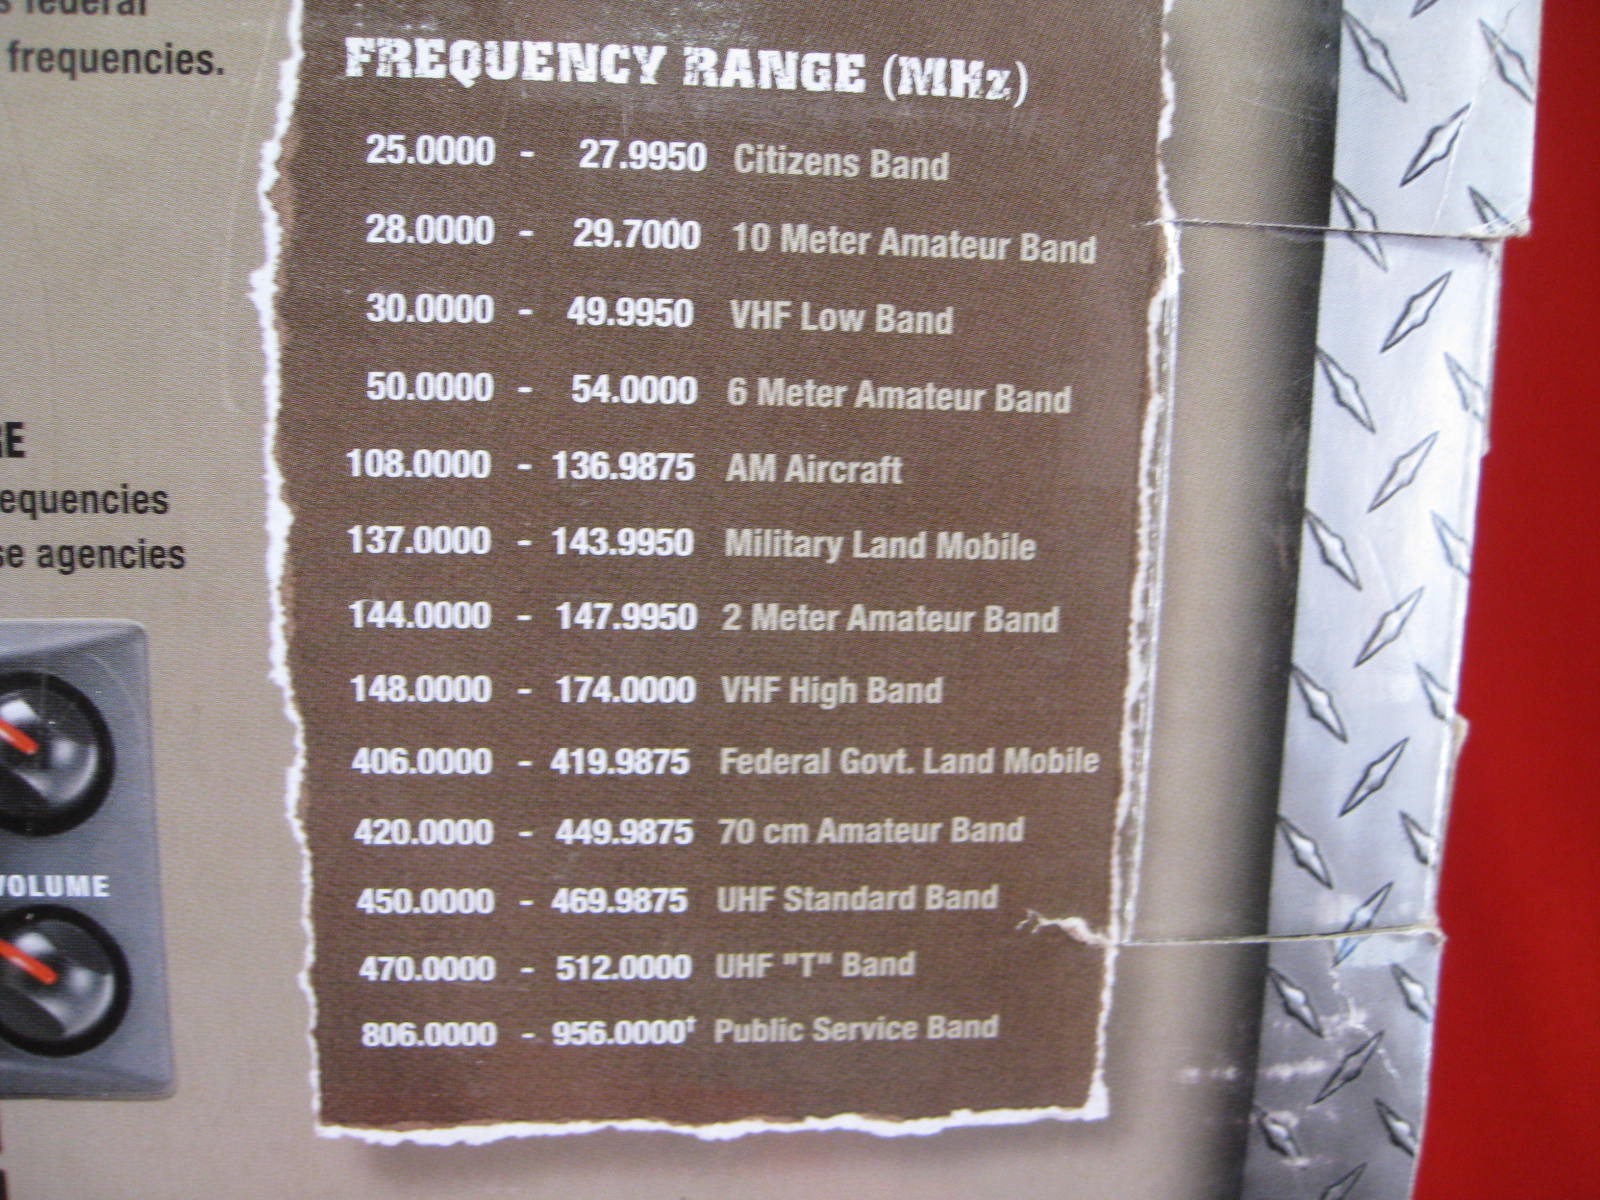 federal
frequencies.
FREQUENCY RANGE (MHz)
25.0000 - 27.9950 Citizens Band
28.0000 - 29.7000 10 Meter Amateur Band
30.0000 - 49.9950 VHF Low Band
50.0000 - 54.0000 6 Meter Amateur Band
108.0000 - 136.9875 AM Aircraft
137.0000 - 143.9950 Military Land Mobile
144.0000 - 147.9950 2 Meter Amateur Band
148.0000 - 174.0000 VHF High Band
406.0000 - 419.9875 Federal Govt. Land Mobile
420.0000 - 449.9875 70 cm Amateur Band
450.0000 - 469.9875 UHF Standard Band
470.0000 - 512.0000 UHF "T" Band
806.0000 - 956.0000† Public Service Band
equencies
se agencies
VOLUME